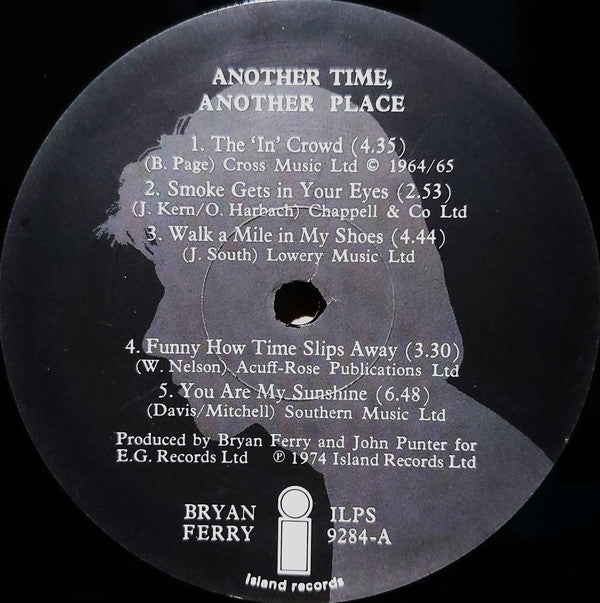 ANOTHER TIME,
ANOTHER PLACE
1. The 'In' Crowd (4.35)
(B. Page) Cross Music Ltd © 1964/65
2. Smoke Gets in Your Eyes (2.53)
(J. Kern/O. Harbach) Chappell & Co Ltd
3. Walk a Mile in My Shoes (4.44)
(J. South) Lowery Music Ltd
4. Funny How Time Slips Away (3.30)
(W. Nelson) Acuff-Rose Publications Ltd
5. You Are My Sunshine (6.48)
(Davis/Mitchell) Southern Music Ltd
Produced by Bryan Ferry and John Punter for
E.G. Records Ltd ℗ 1974 Island Records Ltd
BRYAN FERRY
i
ILPS 9284-A
island records